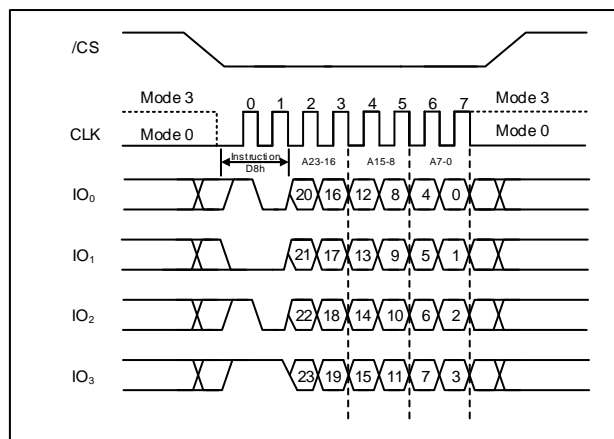 /CS
Mode 3 0 1 2 3 4 5 6 7 Mode 3
CLK Mode 0 Mode 0
Instruction A23-16 A15-8 A7-0
D8h
IO₀ 20 16 12 8 4 0
IO₁ 21 17 13 9 5 1
IO₂ 22 18 14 10 6 2
IO₃ 23 19 15 11 7 3